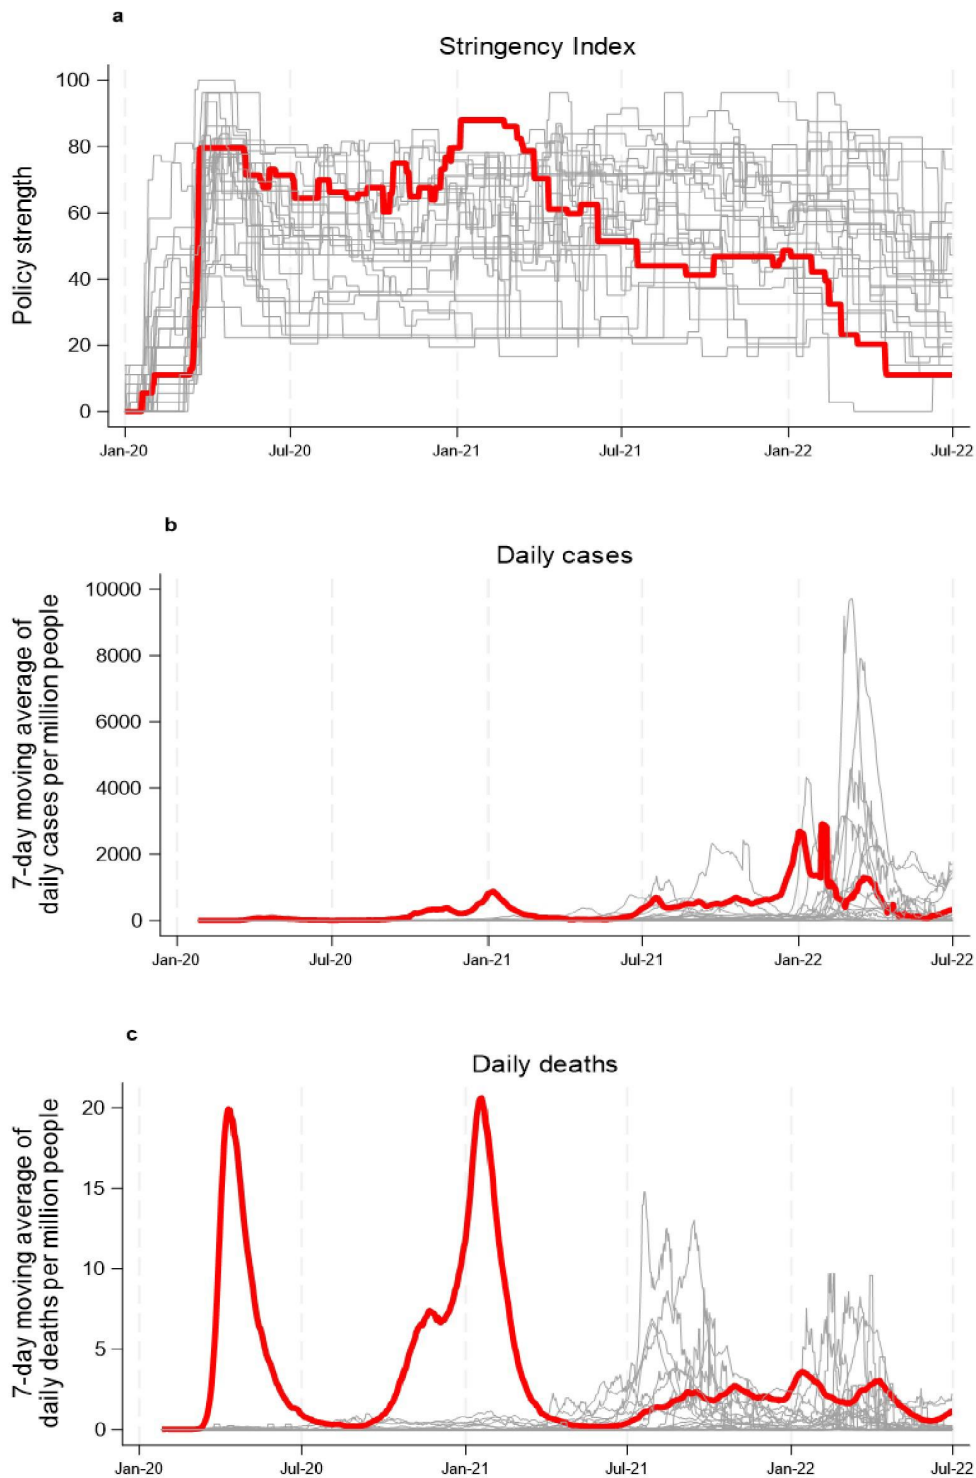 a
Stringency Index
Policy strength
100
80
60
40
20
0
Jan-20
Jul-20
Jan-21
Jul-21
Jan-22
Jul-22
b
Daily cases
7-day moving average of
daily cases per million people
10000
8000
6000
4000
2000
0
Jan-20
Jul-20
Jan-21
Jul-21
Jan-22
Jul-22
c
Daily deaths
7-day moving average of
daily deaths per million people
20
15
10
5
0
Jan-20
Jul-20
Jan-21
Jul-21
Jan-22
Jul-22